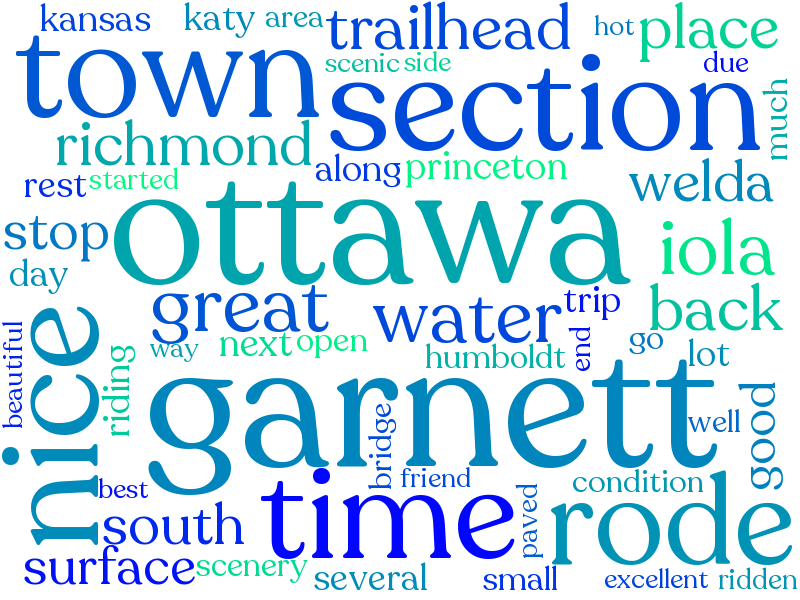 kansas
katy
area
trailhead
hot
place
town
scenic
side
section
due
much
richmond
along
princeton
rest
started
welda
stop
ottawa
iola
day
great
water
trip
back
beautiful
nice
riding
way
next
open
humboldt
end
go
lot
garnett
bridge
well
good
best
friend
condition
south
time
paved
rode
surface
scenery
several
small
excellent
ridden